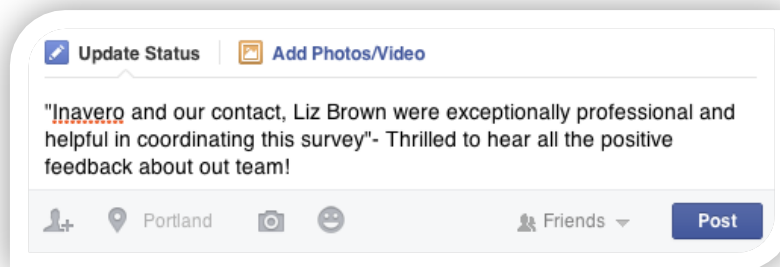 Update Status Add Photos/Video
"Inavero and our contact, Liz Brown were exceptionally professional and
helpful in coordinating this survey"- Thrilled to hear all the positive
feedback about out team!
Portland Friends Post